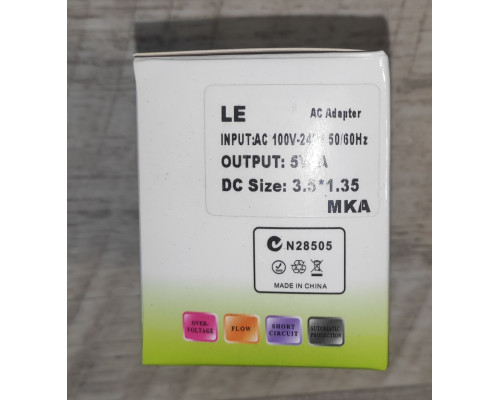 LE AC Adapter
INPUT:AC 100V-24 50/60Hz
OUTPUT: 5V A
DC Size: 3.5*1.35
MKA
N28505
MADE IN CHINA
OVER-
VOLTAGE
FLOW
SHORT
CIRCUIT
AUTOMATIC
PROTECTION